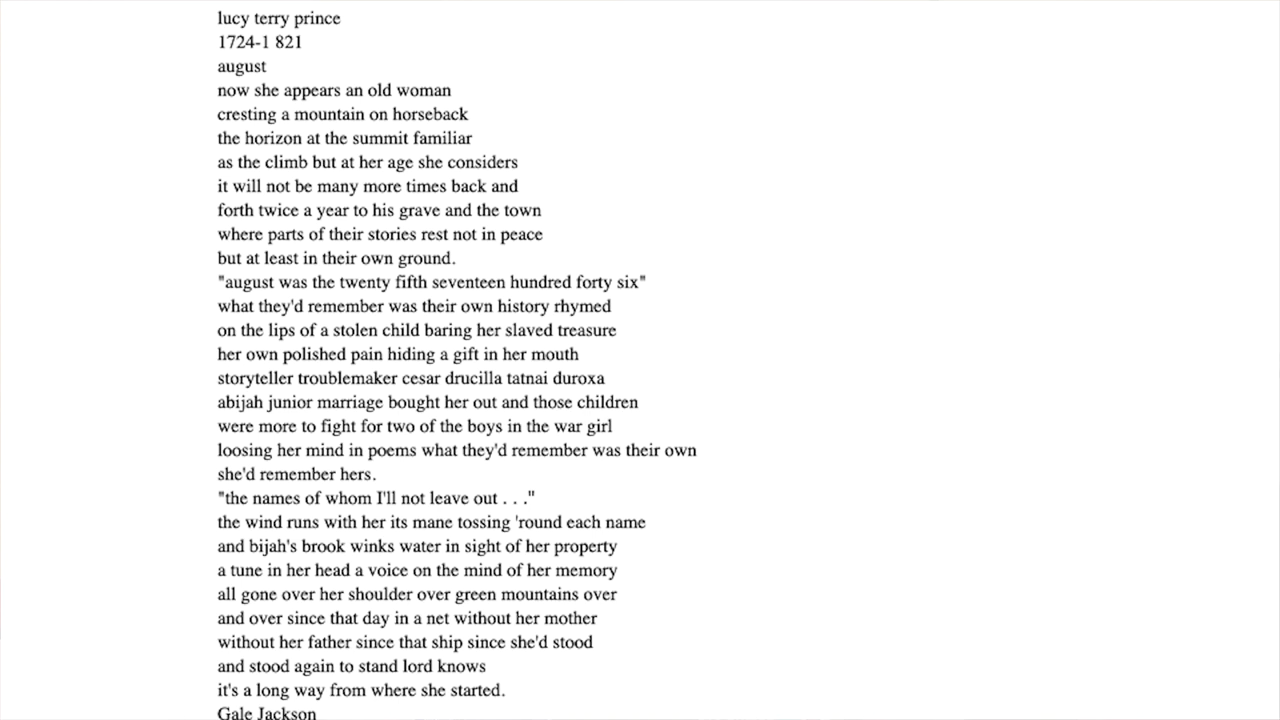 lucy terry prince
1724-1 821
august
now she appears an old woman
cresting a mountain on horseback
the horizon at the summit familiar
as the climb but at her age she considers
it will not be many more times back and
forth twice a year to his grave and the town
where parts of their stories rest not in peace
but at least in their own ground.
"august was the twenty fifth seventeen hundred forty six"
what they'd remember was their own history rhymed
on the lips of a stolen child baring her slaved treasure
her own polished pain hiding a gift in her mouth
storyteller troublemaker cesar drucilla tatnai duroxa
abijah junior marriage bought her out and those children
were more to fight for two of the boys in the war girl
loosing her mind in poems what they'd remember was their own
she'd remember hers.
"the names of whom I'll not leave out . . ."
the wind runs with her its mane tossing 'round each name
and bijah's brook winks water in sight of her property
a tune in her head a voice on the mind of her memory
all gone over her shoulder over green mountains over
and over since that day in a net without her mother
without her father since that ship since she'd stood
and stood again to stand lord knows
it's a long way from where she started.
Gale Jackson